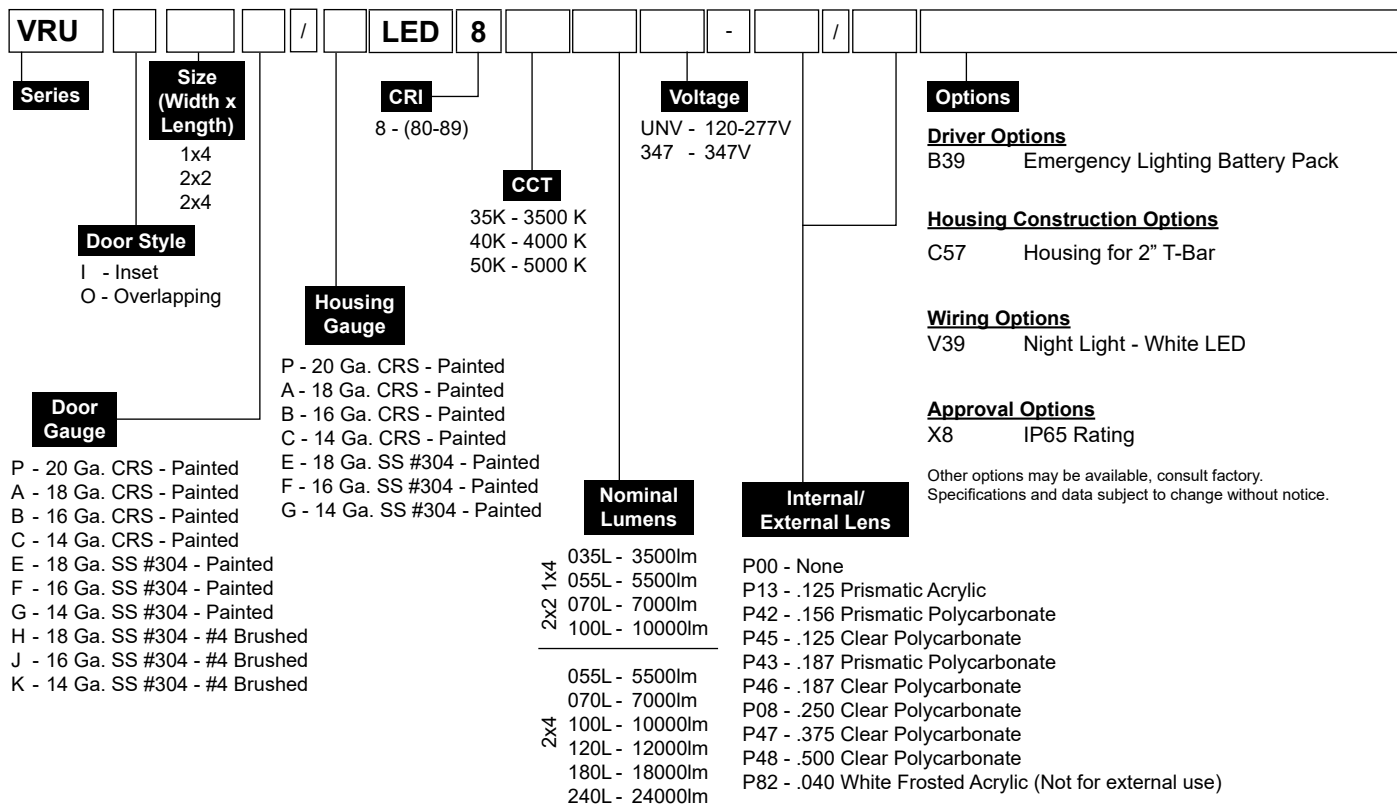 VRU / LED 8 - /
Series
Size
(Width x
Length)
1x4
2x2
2x4
Door Style
I - Inset
O - Overlapping
Door
Gauge
P - 20 Ga. CRS - Painted
A - 18 Ga. CRS - Painted
B - 16 Ga. CRS - Painted
C - 14 Ga. CRS - Painted
E - 18 Ga. SS #304 - Painted
F - 16 Ga. SS #304 - Painted
G - 14 Ga. SS #304 - Painted
H - 18 Ga. SS #304 - #4 Brushed
J - 16 Ga. SS #304 - #4 Brushed
K - 14 Ga. SS #304 - #4 Brushed
Housing
Gauge
P - 20 Ga. CRS - Painted
A - 18 Ga. CRS - Painted
B - 16 Ga. CRS - Painted
C - 14 Ga. CRS - Painted
E - 18 Ga. SS #304 - Painted
F - 16 Ga. SS #304 - Painted
G - 14 Ga. SS #304 - Painted
CRI
8 - (80-89)
CCT
35K - 3500 K
40K - 4000 K
50K - 5000 K
Nominal
Lumens
2x2 1x4
035L - 3500lm
055L - 5500lm
070L - 7000lm
100L - 10000lm
2x4
055L - 5500lm
070L - 7000lm
100L - 10000lm
120L - 12000lm
180L - 18000lm
240L - 24000lm
Voltage
UNV - 120-277V
347 - 347V
Internal/
External Lens
P00 - None
P13 - .125 Prismatic Acrylic
P42 - .156 Prismatic Polycarbonate
P45 - .125 Clear Polycarbonate
P43 - .187 Prismatic Polycarbonate
P46 - .187 Clear Polycarbonate
P08 - .250 Clear Polycarbonate
P47 - .375 Clear Polycarbonate
P48 - .500 Clear Polycarbonate
P82 - .040 White Frosted Acrylic (Not for external use)
Options
Driver Options
B39 Emergency Lighting Battery Pack
Housing Construction Options
C57 Housing for 2” T-Bar
Wiring Options
V39 Night Light - White LED
Approval Options
X8 IP65 Rating
Other options may be available, consult factory.
Specifications and data subject to change without notice.